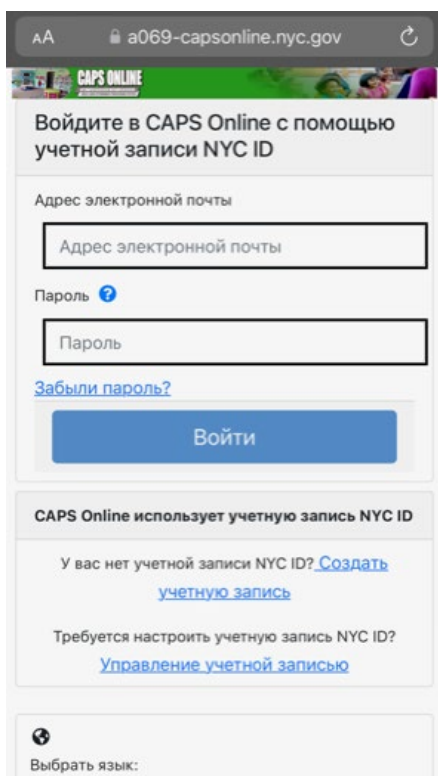 AA a069-capsonline.nyc.gov
CAPS ONLINE
Войдите в CAPS Online с помощью
учетной записи NYC ID
Адрес электронной почты
Адрес электронной почты
Пароль ?
Пароль
Забыли пароль?
Войти
CAPS Online использует учетную запись NYC ID
У вас нет учетной записи NYC ID? Создать
учетную запись
Требуется настроить учетную запись NYC ID?
Управление учетной записью
Выбрать язык: